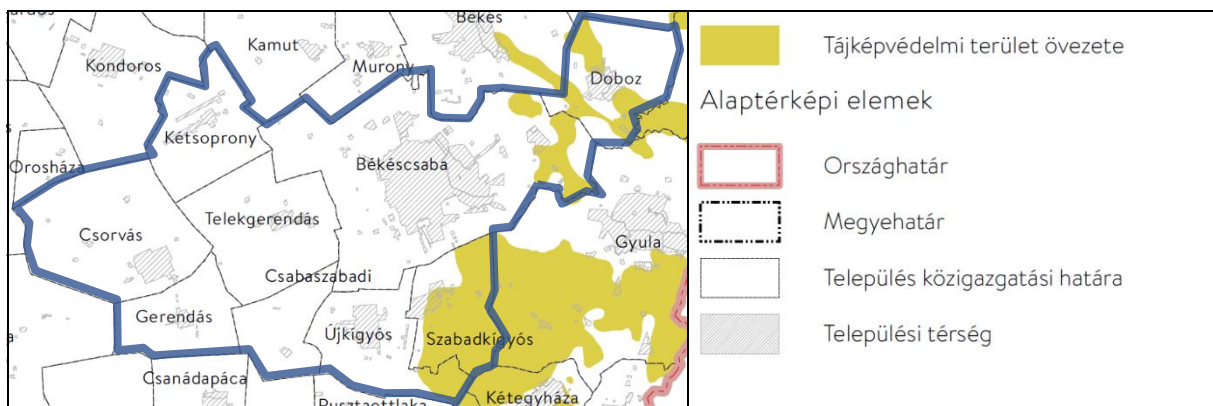 Békés
Kondoros
Kamut
Murony
Doboz
Kétsoprony
Orosháza
Békéscsaba
Telekgerendás
Csorvás
Gyula
Csabaszabadi
Gerendás
Újkígyós
Szabadkígyós
Csanádapáca
Kétegyháza
Pusztaottlaka
Tájképvédelmi terület övezete
Alaptérképi elemek
Országhatár
Megyehatár
Település közigazgatási határa
Települési térség